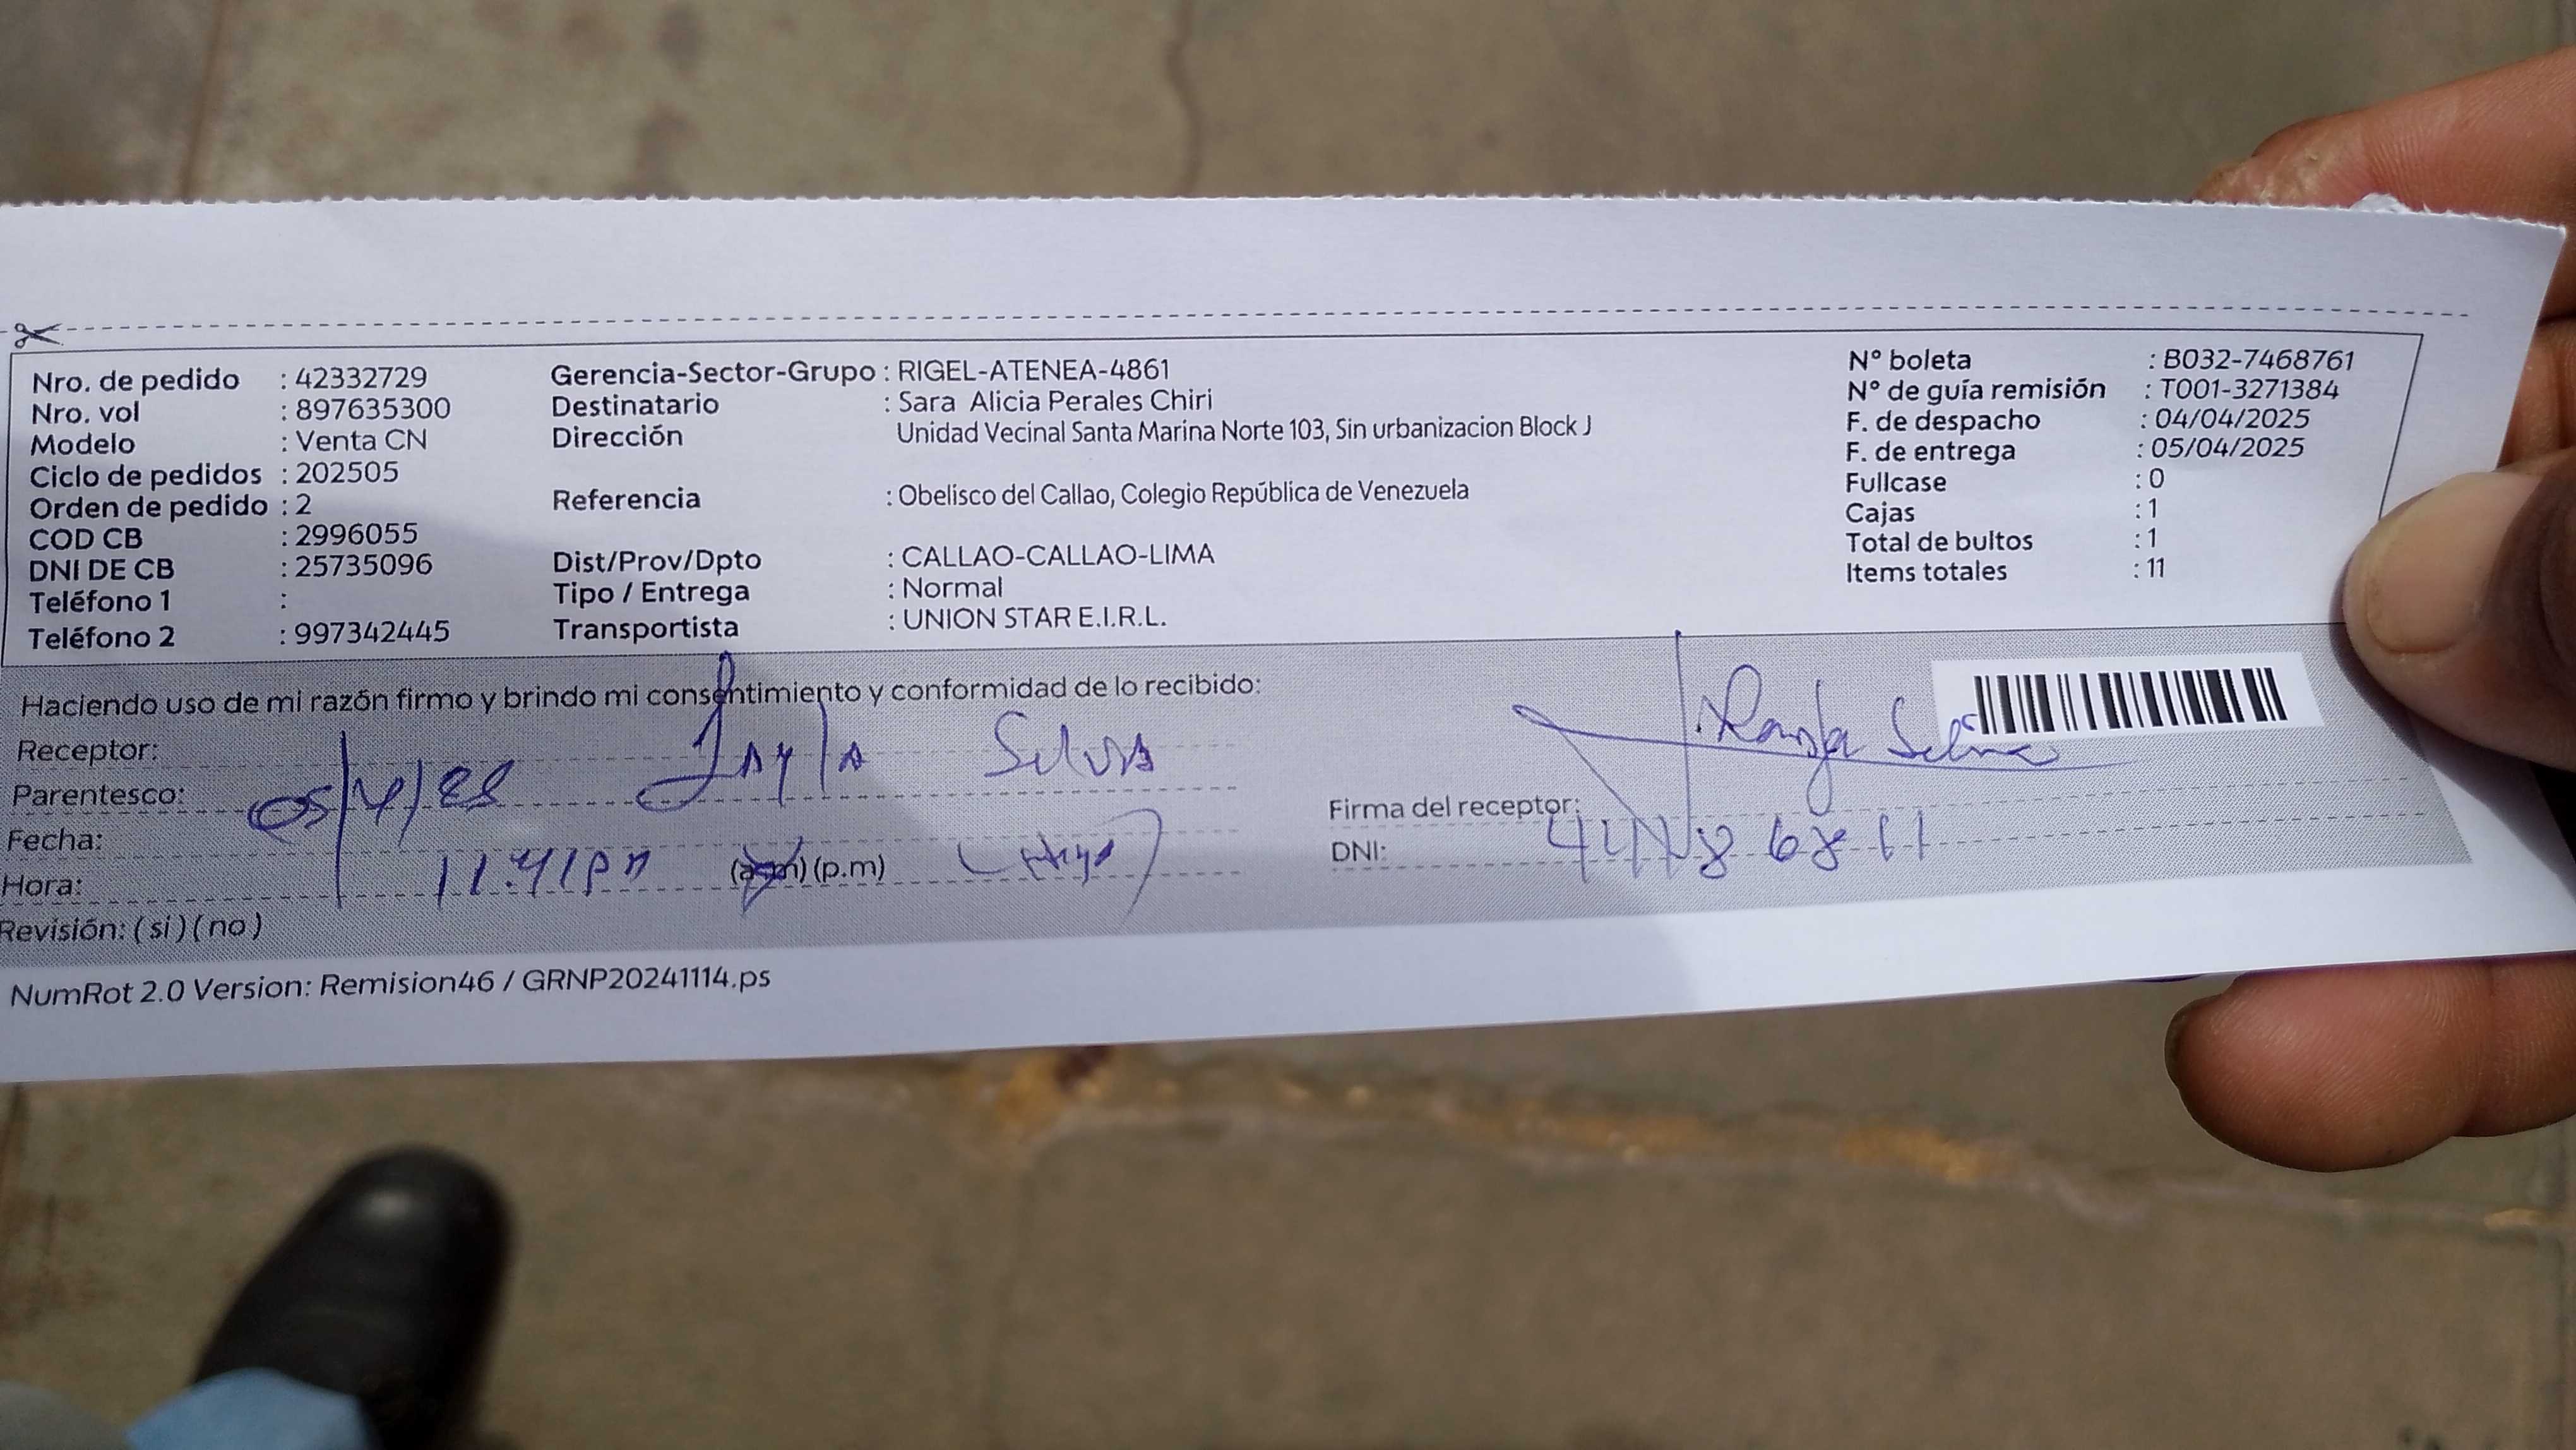 Nro. de pedido : 42332729
Nro. vol : 897635300
Modelo : Venta CN
Ciclo de pedidos : 202505
Orden de pedido : 2
COD CB : 2996055
DNI DE CB : 25735096
Teléfono 1 :
Teléfono 2 : 997342445
Gerencia-Sector-Grupo : RIGEL-ATENEA-4861
Destinatario : Sara Alicia Perales Chiri
Dirección Unidad Vecinal Santa Marina Norte 103, Sin urbanizacion Block J
Referencia : Obelisco del Callao, Colegio República de Venezuela
Dist/Prov/Dpto : CALLAO-CALLAO-LIMA
Tipo / Entrega : Normal
Transportista : UNION STAR E.I.R.L.
N° boleta : B032-7468761
N° de guía remisión : T001-3271384
F. de despacho : 04/04/2025
F. de entrega : 05/04/2025
Fullcase : 0
Cajas : 1
Total de bultos : 1
Items totales : 11
Haciendo uso de mi razón firmo y brindo mi consentimiento y conformidad de lo recibido:
Receptor: Silva
Parentesco:
Fecha:
Hora: 11:41pm (a.m) (p.m)
Revisión: ( si ) ( no )
Firma del receptor:
DNI:
NumRot 2.0 Version: Remision46 / GRNP20241114.ps